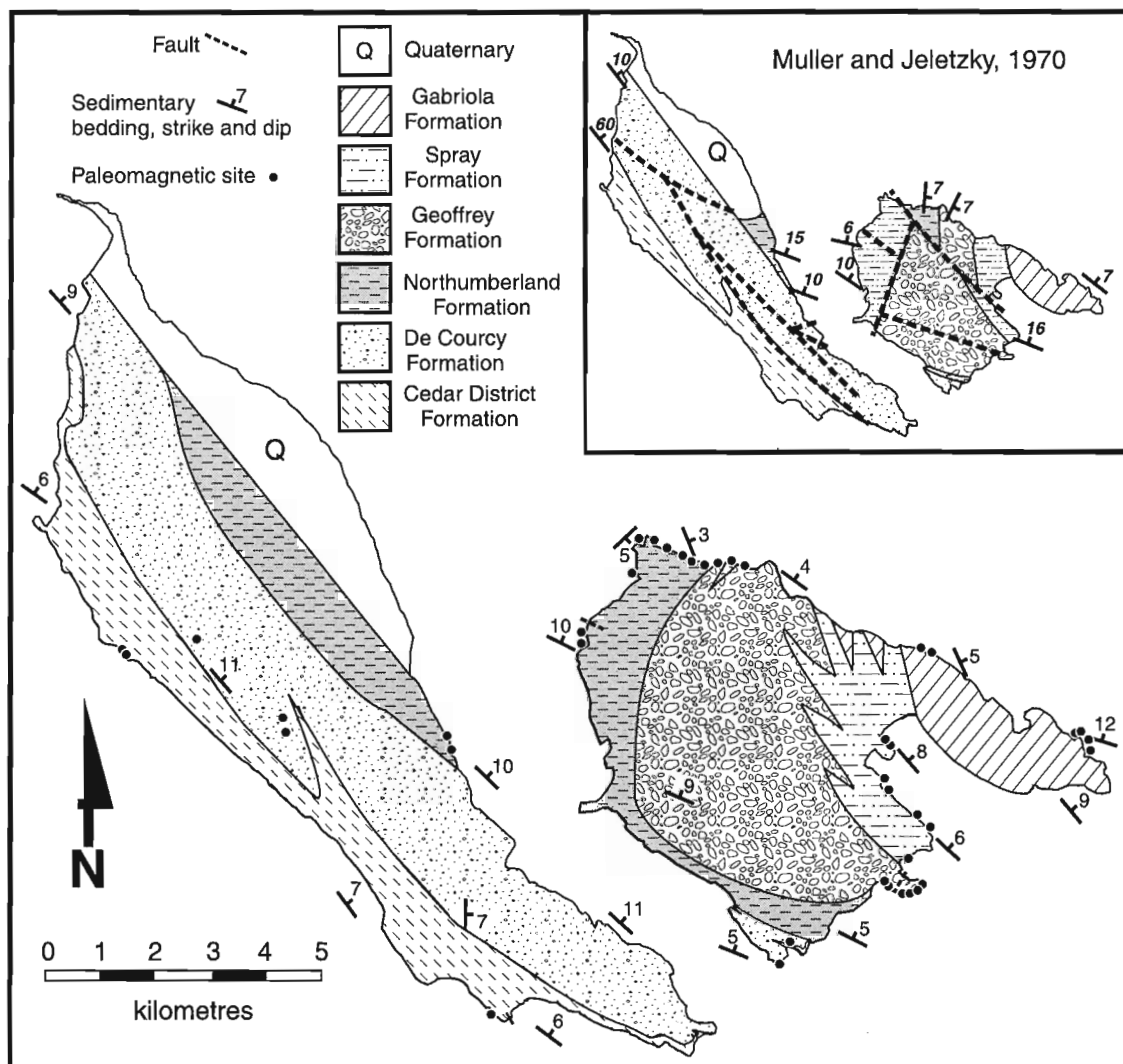 Fault
Sedimentary 7
bedding, strike and dip
Paleomagnetic site
Q Quaternary
Gabriola
Formation
Spray
Formation
Geoffrey
Formation
Northumberland
Formation
De Courcy
Formation
Cedar District
Formation
Muller and Jeletzky, 1970
10
60
Q
15
10
7
7
6
10
7
16
9
Q
6
11
10
7
7
11
6
3
5
4
10
5
12
8
9
9
6
5
5
N
0 1 2 3 4 5
kilometres